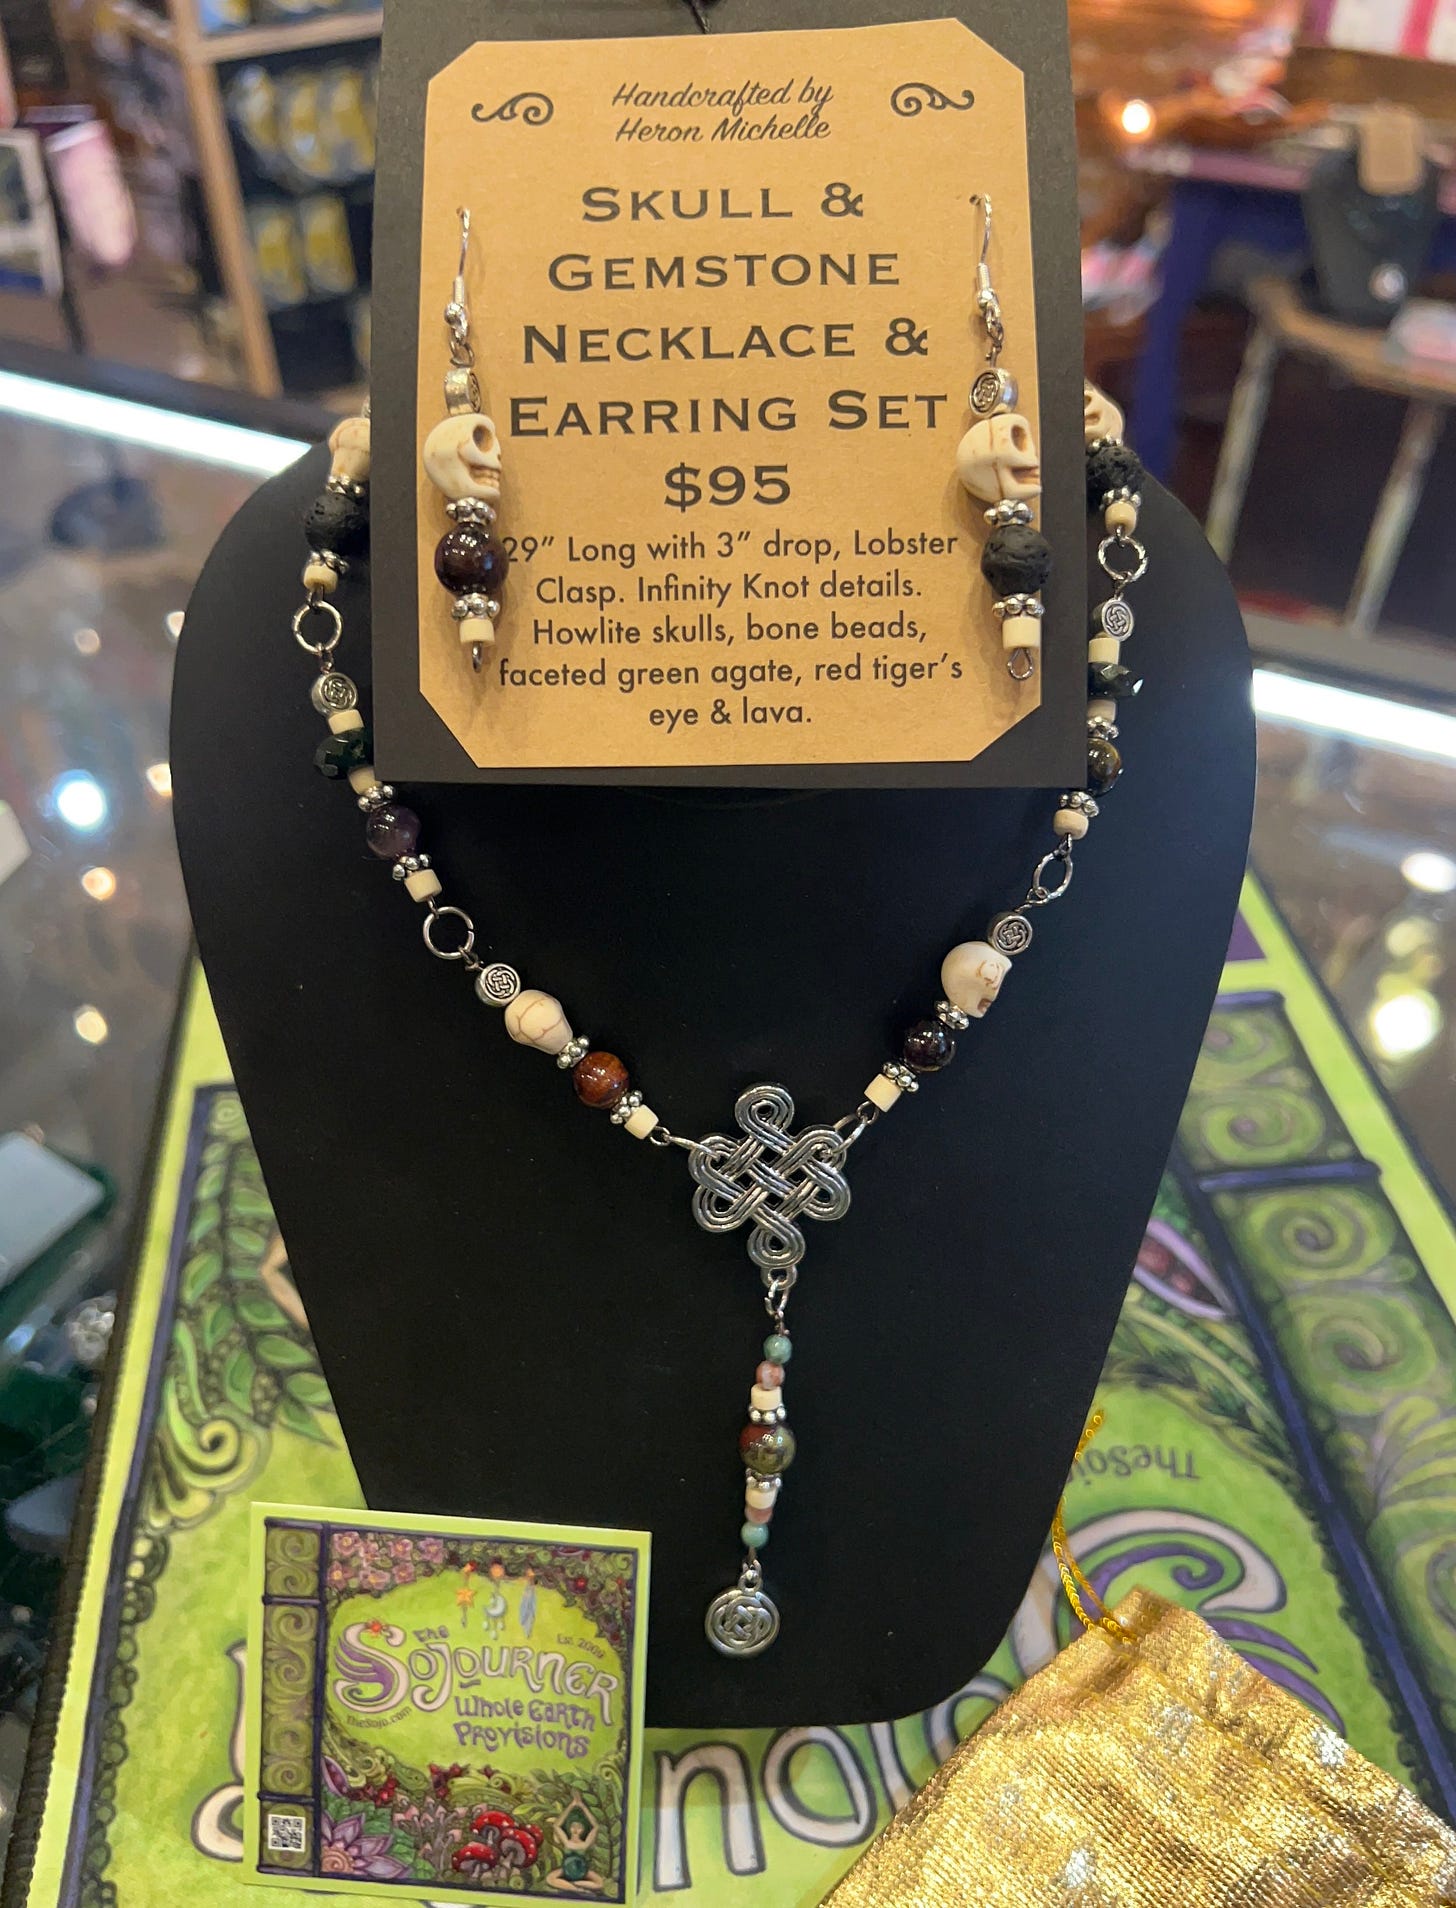 Handcrafted by
Heron Michelle
SKULL &
GEMSTONE
NECKLACE &
EARRING SET
$95
29" Long with 3" drop, Lobster
Clasp. Infinity Knot details.
Howlite skulls, bone beads,
faceted green agate, red tiger's
eye & lava.
The
Est. 2009
SOJOURNER
Whole Earth
Provisions
TheSojo.com